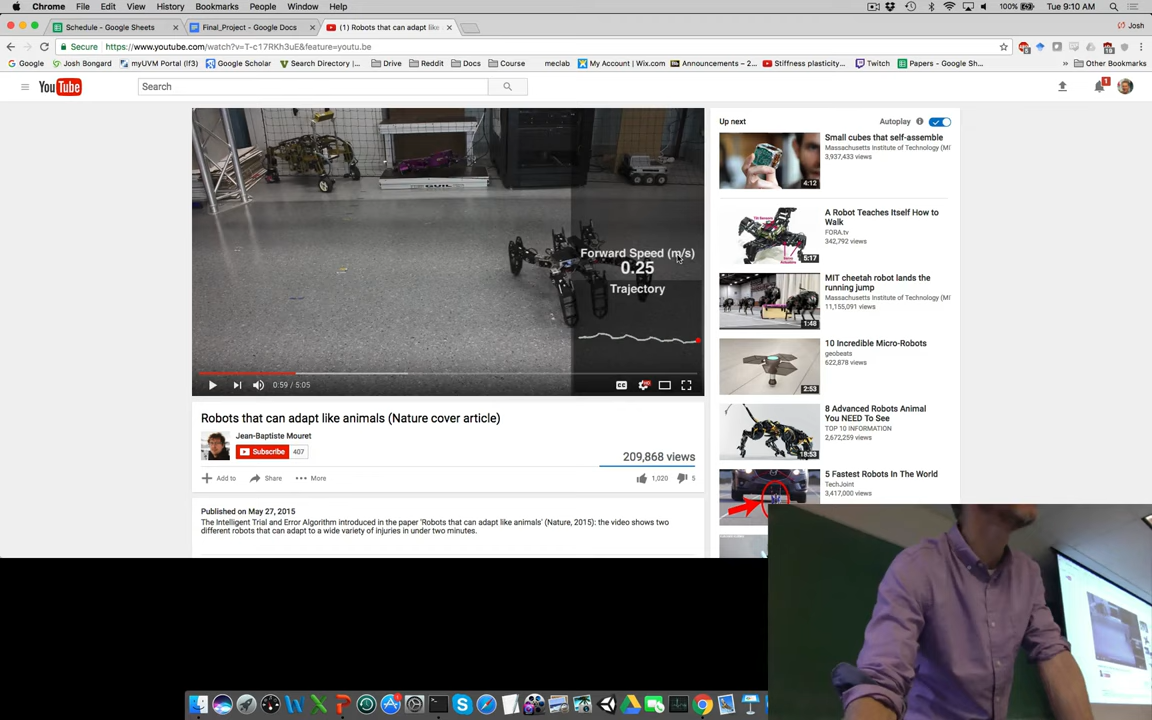 Chrome File Edit View History Bookmarks People Window Help
100% Tue 9:10 AM
Schedule - Google Sheets
Final_Project - Google Docs
(1) Robots that can adapt like
Josh
Secure https://www.youtube.com/watch?v=T-c17RKh3uE&feature=youtu.be
Google Josh Bongard myUVM Portal (!f3) Google Scholar Search Directory |... Drive Reddit Docs Course meclab My Account | Wix.com Announcements – 2... Stiffness plasticity... Twitch Papers - Google Sh... » Other Bookmarks
YouTube
Search
1
Forward Speed (m/s)
0.25
Trajectory
0:59 / 5:05
CC
HD
Robots that can adapt like animals (Nature cover article)
Jean-Baptiste Mouret
Subscribe 407
209,868 views
Add to Share More 1,020 5
Published on May 27, 2015
The Intelligent Trial and Error Algorithm introduced in the paper 'Robots that can adapt like animals' (Nature, 2015): the video shows two
different robots that can adapt to a wide variety of injuries in under two minutes.
Up next
Autoplay
Small cubes that self-assemble
Massachusetts Institute of Technology (MI
3,937,433 views
4:12
A Robot Teaches Itself How to
Walk
FORA.tv
342,792 views
5:17
MIT cheetah robot lands the
running jump
Massachusetts Institute of Technology (MI
11,155,091 views
1:48
10 Incredible Micro-Robots
geobeats
622,878 views
2:53
8 Advanced Robots Animal
You NEED To See
TOP 10 INFORMATION
2,672,259 views
18:53
5 Fastest Robots In The World
TechJoint
3,417,000 views